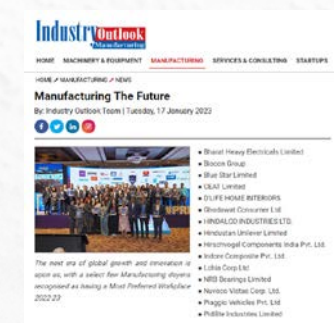 Industry Outlook
Manufacturing
HOME MACHINERY & EQUIPMENT MANUFACTURING SERVICES & CONSULTING STARTUPS
HOME / MANUFACTURING / NEWS
Manufacturing The Future
By: Industry Outlook Team | Tuesday, 17 January 2023
Bharat Heavy Electricals Limited
Biocon Group
Blue Star Limited
CEAT Limited
D'LIFE HOME INTERIORS
Ghodawat Consumer Ltd
HINDALCO INDUSTRIES LTD.
Hindustan Unilever Limited
Hirschvogel Components India Pvt. Ltd.
Indore Composite Pvt. Ltd.
Lohia Corp Ltd
NRB Bearings Limited
Nuvoco Vistas Corp. Ltd.
Piaggio Vehicles Pvt. Ltd
Pidilite Industries Limited
The next era of digital growth and innovation is
upon us, with a select few Manufacturing doyens
recognised as having a Most Preferred Workplace
2022-23